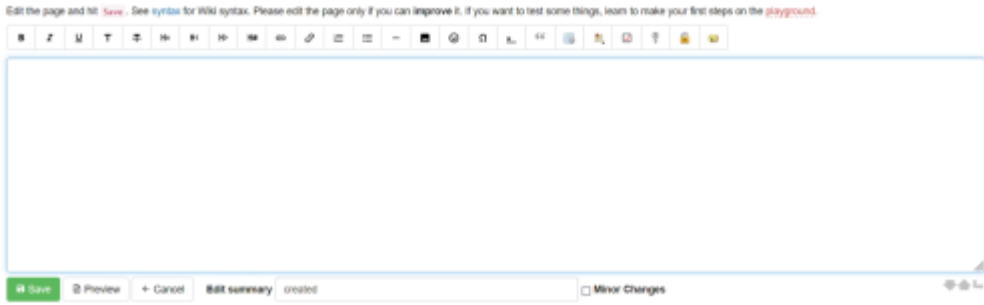 Edit the page and hit Save. See syntax for Wiki syntax. Please edit the page only if you can improve it. If you want to test some things, learn to make your first steps on the playground.
B I U T
Save Preview + Cancel Edit summary created Minor Changes